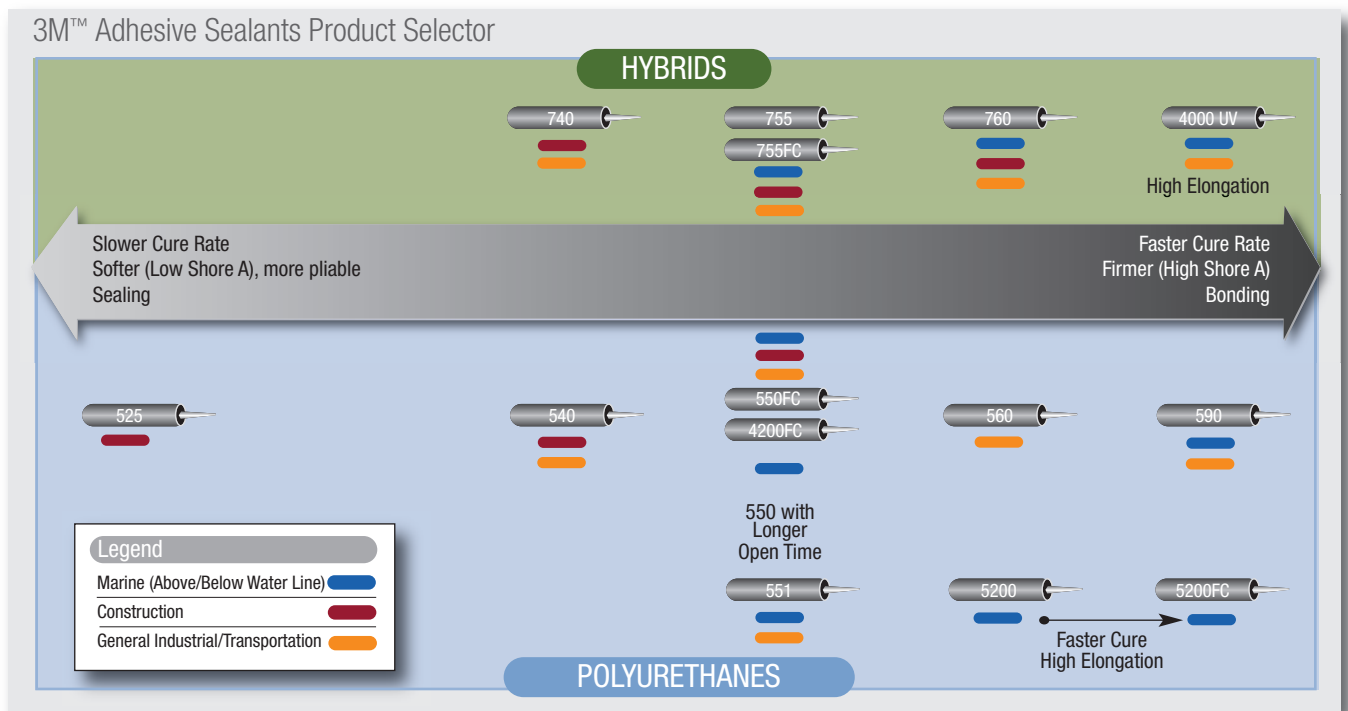 3M™ Adhesive Sealants Product Selector
HYBRIDS
740
755
760
4000 UV
755FC
High Elongation
Slower Cure Rate
Softer (Low Shore A), more pliable
Sealing
Faster Cure Rate
Firmer (High Shore A)
Bonding
525
540
550FC
4200FC
560
590
550 with
Longer
Open Time
551
5200
5200FC
Faster Cure
High Elongation
Legend
Marine (Above/Below Water Line)
Construction
General Industrial/Transportation
POLYURETHANES